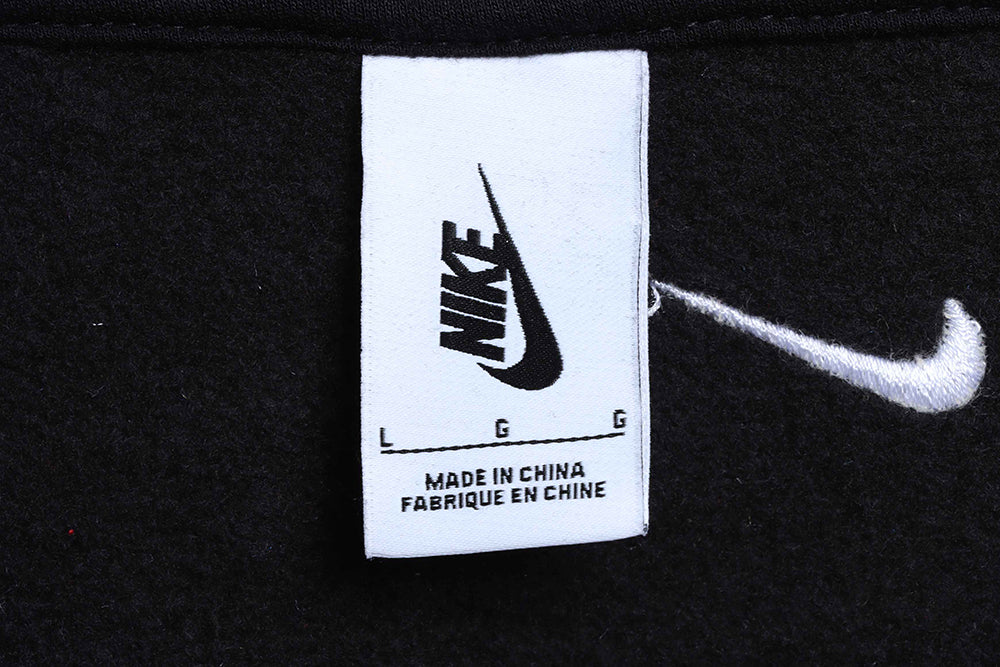 NIKE
L G G
MADE IN CHINA
FABRIQUE EN CHINE